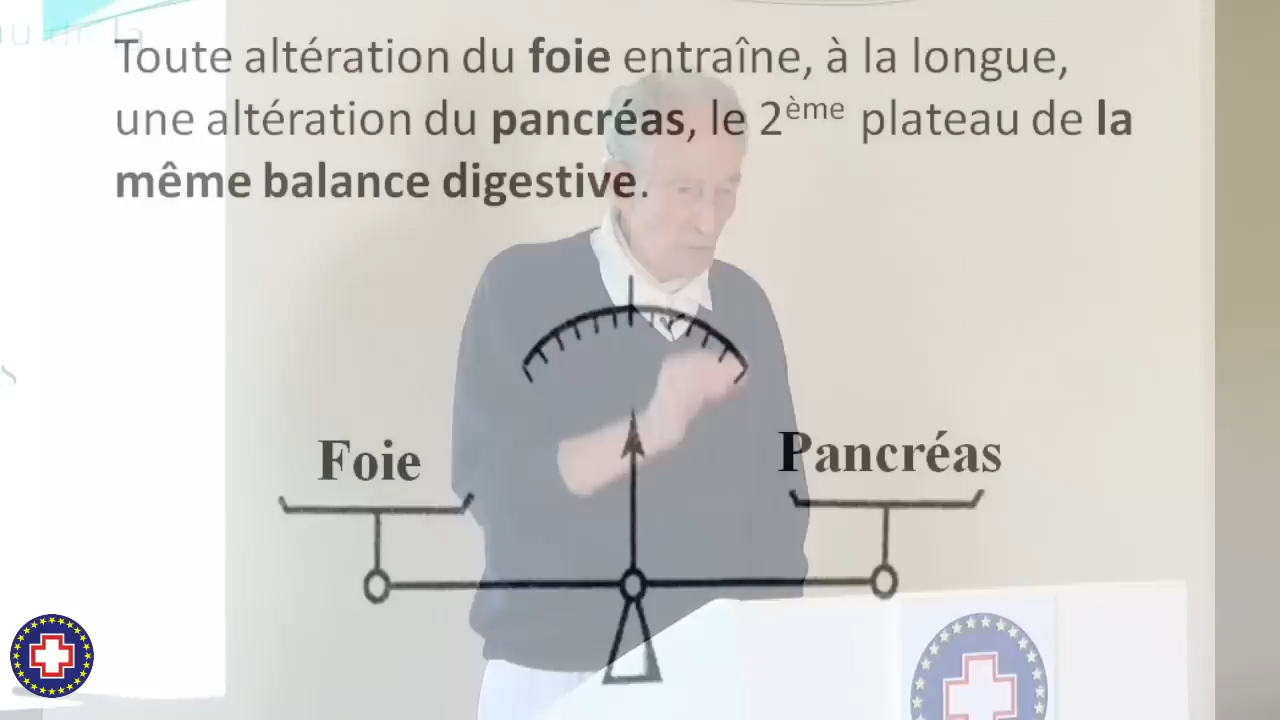 Toute altération du foie entraîne, à la longue,
une altération du pancréas, le 2ème plateau de la
même balance digestive.
Foie
Pancréas